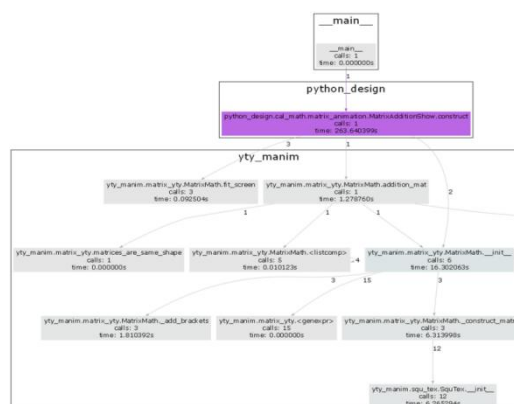 __main__
__main__
calls: 1
time: 0.000000s
1
python_design
python_design.cal_math.matrix_animation.MatrixAdditionShow.construct
calls: 1
time: 263.640399s
3
1
2
yty_manim
yty_manim.matrix_yty.MatrixMath.fit_screen
calls: 3
time: 0.092504s
yty_manim.matrix_yty.MatrixMath.addition_mat
calls: 1
time: 1.278760s
1
1
1
yty_manim.matrix_yty.matrices_are_same_shape
calls: 1
time: 0.000000s
yty_manim.matrix_yty.MatrixMath.<listcomp>
calls: 5
time: 0.010123s
4
yty_manim.matrix_yty.MatrixMath.__init__
calls: 6
time: 16.302063s
3
15
3
yty_manim.matrix_yty.MatrixMath._add_brackets
calls: 3
time: 1.810392s
yty_manim.matrix_yty.<genexpr>
calls: 15
time: 0.000000s
yty_manim.matrix_yty.MatrixMath._construct_matr
calls: 3
time: 6.313998s
12
yty_manim.squ_tex.SquTex.__init__
calls: 12